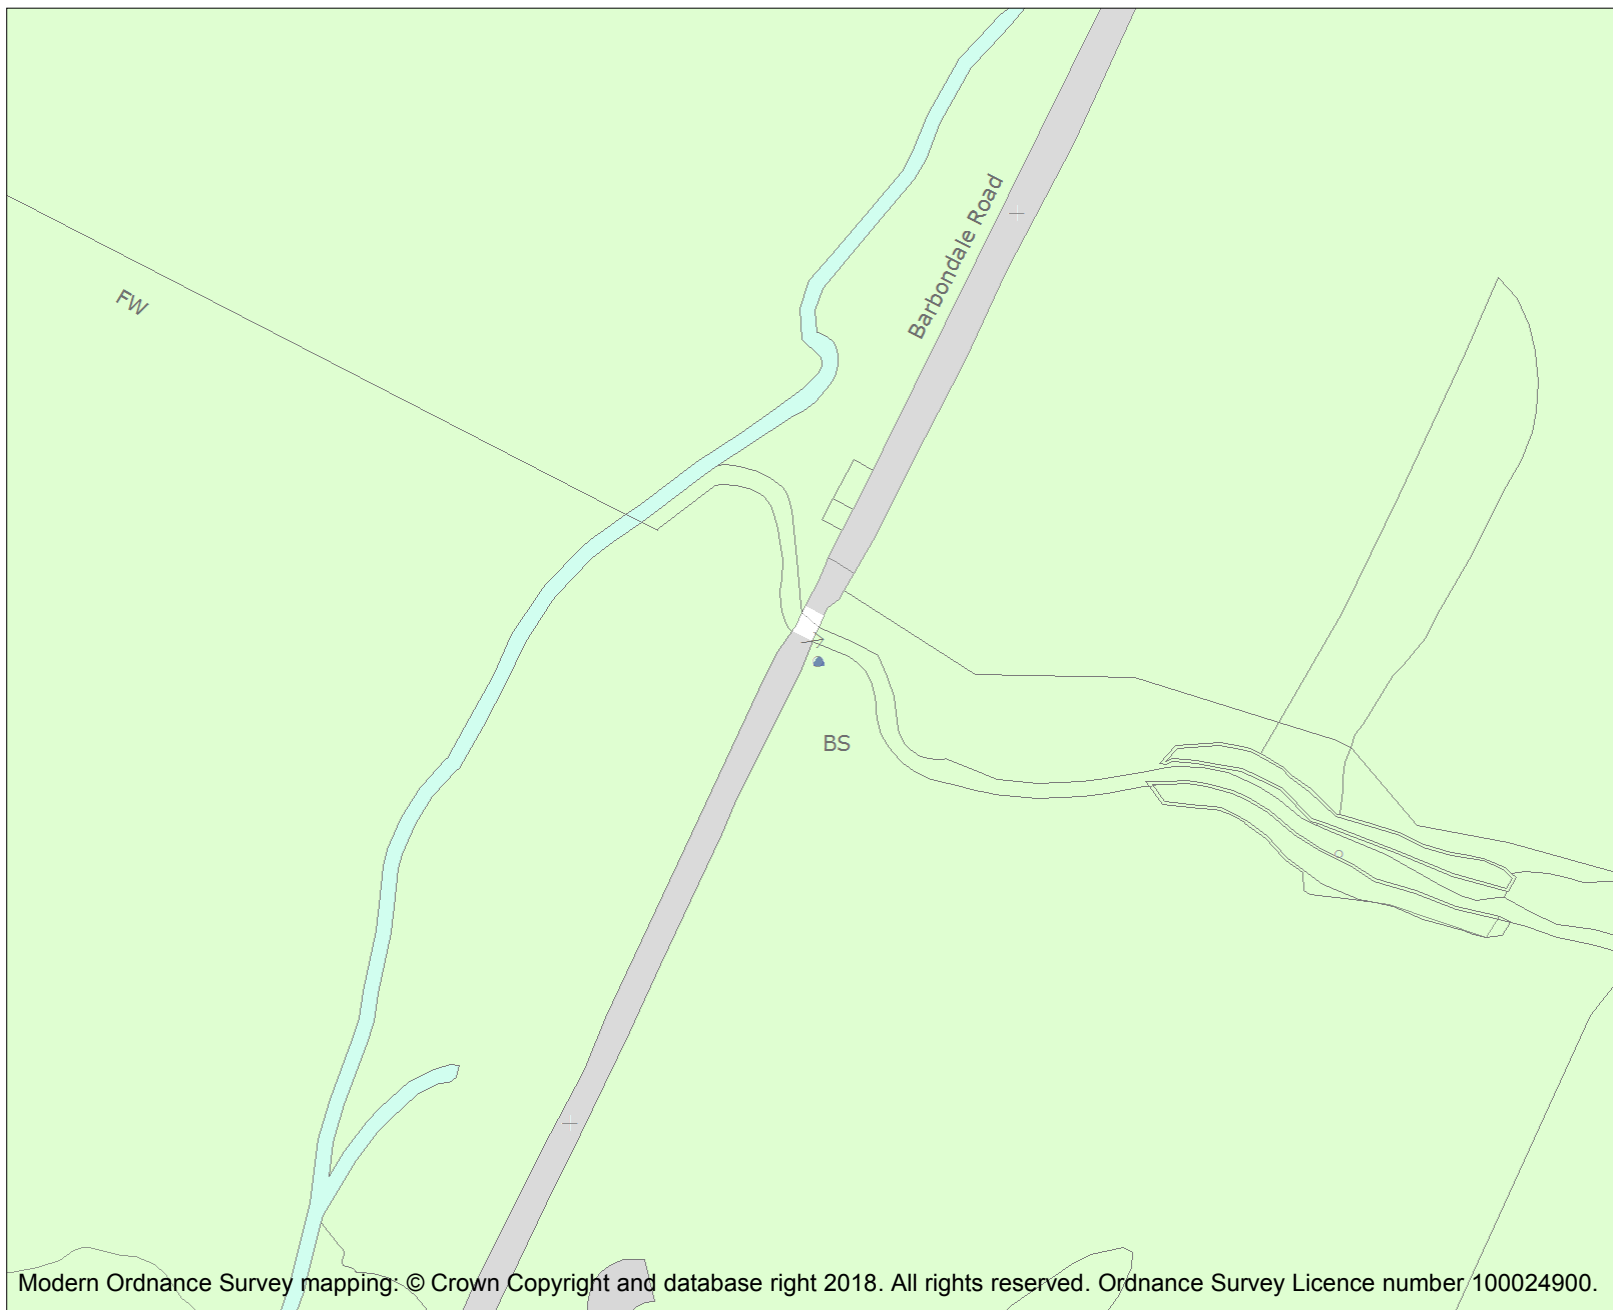 Barbondale Road
FW
BS
Modern Ordnance Survey mapping: © Crown Copyright and database right 2018. All rights reserved. Ordnance Survey Licence number 100024900.